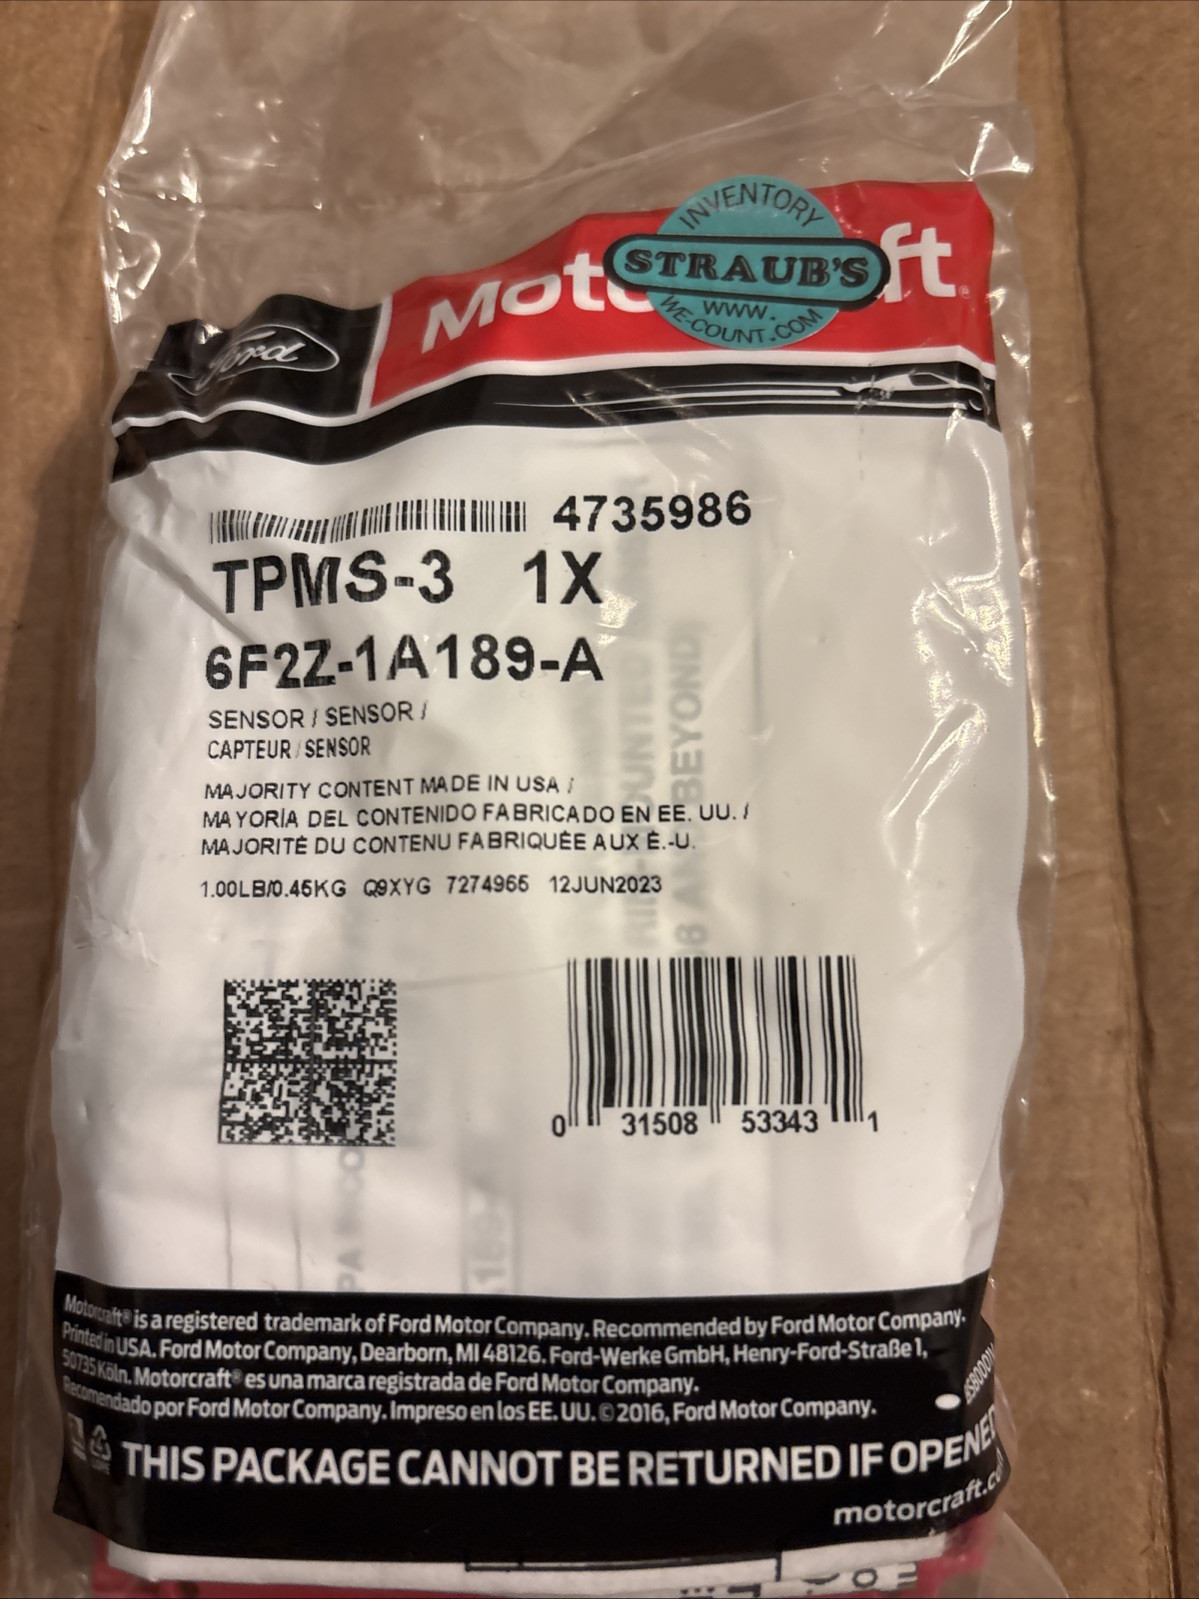 INVENTORY
STRAUB'S
WWW.
WE-COUNT.COM
Ford
4735986
TPMS-3 1X
6F2Z-1A189-A
SENSOR / SENSOR /
CAPTEUR / SENSOR
MAJORITY CONTENT MADE IN USA /
MAYORÍA DEL CONTENIDO FABRICADO EN EE. UU. /
MAJORITÉ DU CONTENU FABRIQUÉE AUX É.-U.
1.00LB/0.45KG Q9XYG 7274965 12JUN2023
0 31508 53343 1
Motorcraft® is a registered trademark of Ford Motor Company. Recommended by Ford Motor Company.
Printed in USA. Ford Motor Company, Dearborn, MI 48126. Ford-Werke GmbH, Henry-Ford-Straße 1,
50735 Köln. Motorcraft® es una marca registrada de Ford Motor Company.
Recomendado por Ford Motor Company. Impreso en los EE. UU. © 2016, Ford Motor Company.
THIS PACKAGE CANNOT BE RETURNED IF OPENED
motorcraft.com